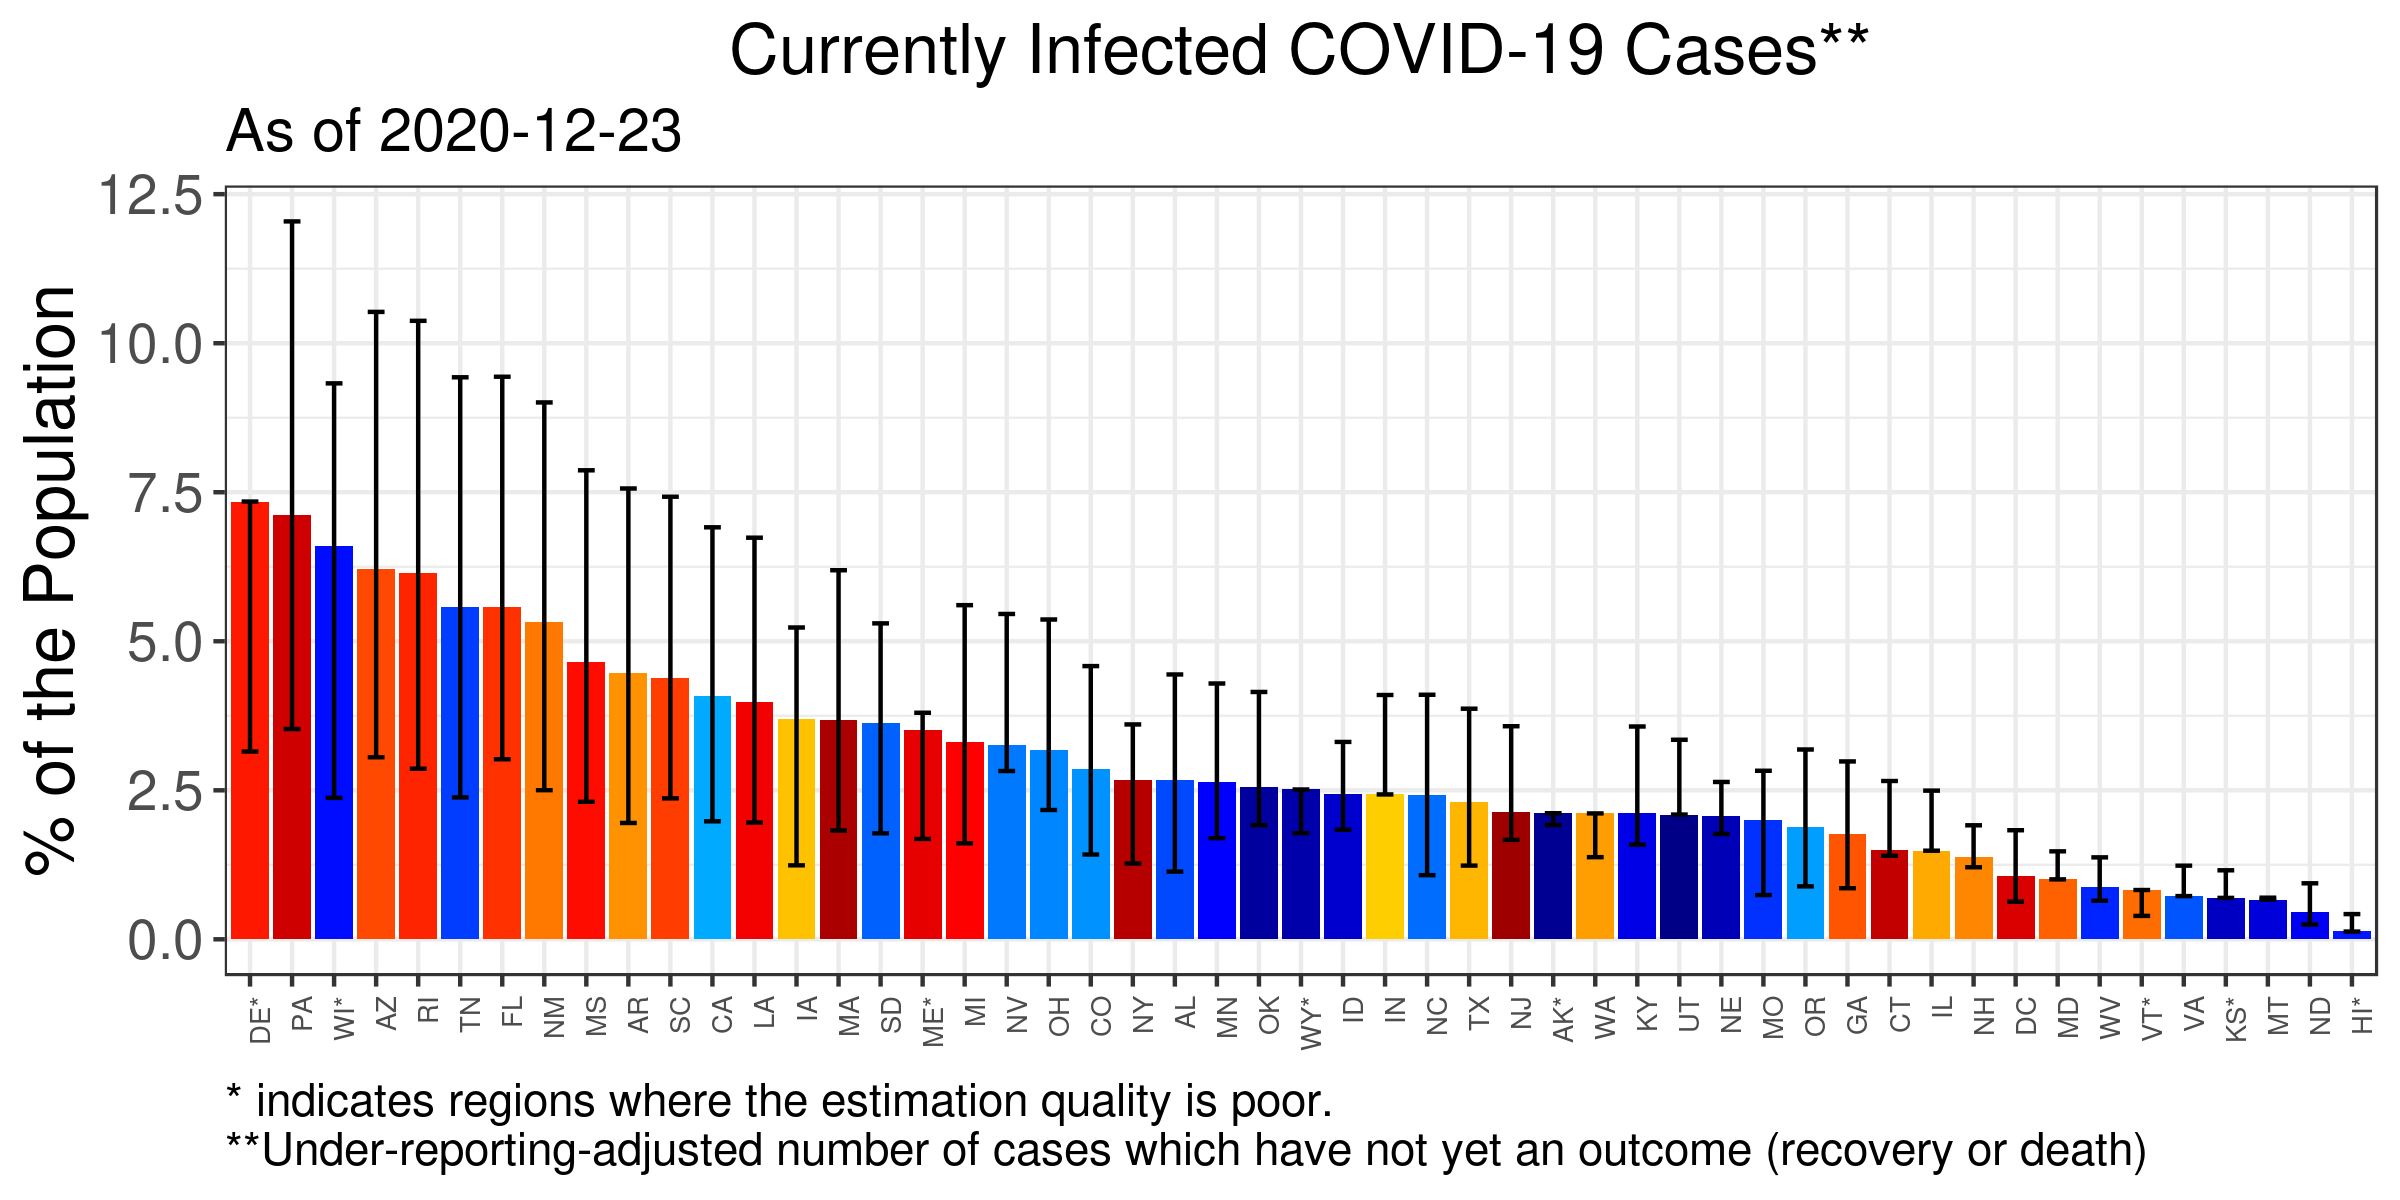 Currently Infected COVID-19 Cases**
As of 2020-12-23
% of the Population
12.5
10.0
7.5
5.0
2.5
0.0
DE* PA WI* AZ RI TN FL NM MS AR SC CA LA IA MA SD ME* MI NV OH CO NY AL MN OK WY* ID IN NC TX NJ AK* WA KY UT NE MO OR GA CT IL NH DC MD WV VT* VA KS* MT ND HI*
* indicates regions where the estimation quality is poor.
**Under-reporting-adjusted number of cases which have not yet an outcome (recovery or death)